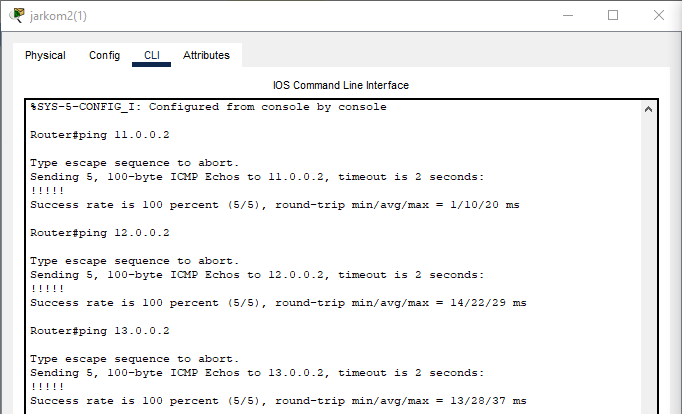 jarkom2(1)
Physical Config CLI Attributes
IOS Command Line Interface
%SYS-5-CONFIG_I: Configured from console by console
Router#ping 11.0.0.2
Type escape sequence to abort.
Sending 5, 100-byte ICMP Echos to 11.0.0.2, timeout is 2 seconds:
!!!!!
Success rate is 100 percent (5/5), round-trip min/avg/max = 1/10/20 ms
Router#ping 12.0.0.2
Type escape sequence to abort.
Sending 5, 100-byte ICMP Echos to 12.0.0.2, timeout is 2 seconds:
!!!!!
Success rate is 100 percent (5/5), round-trip min/avg/max = 14/22/29 ms
Router#ping 13.0.0.2
Type escape sequence to abort.
Sending 5, 100-byte ICMP Echos to 13.0.0.2, timeout is 2 seconds:
!!!!!
Success rate is 100 percent (5/5), round-trip min/avg/max = 13/28/37 ms